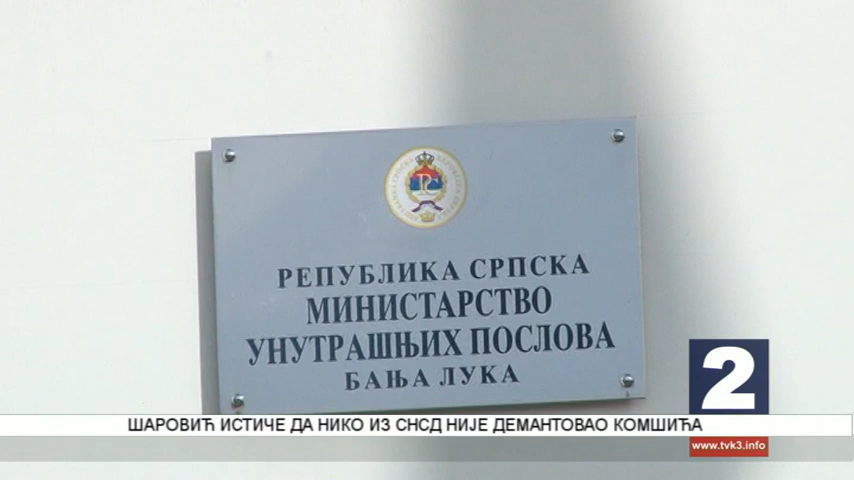 РЕПУБЛИКА СРПСКА
МИНИСТАРСТВО
УНУТРАШЊИХ ПОСЛОВА
БАЊА ЛУКА
2
ШАРОВИЋ ИСТИЧЕ ДА НИКО ИЗ СНСД НИЈЕ ДЕМАНТОВАО КОМШИЋА
www.tvk3.info